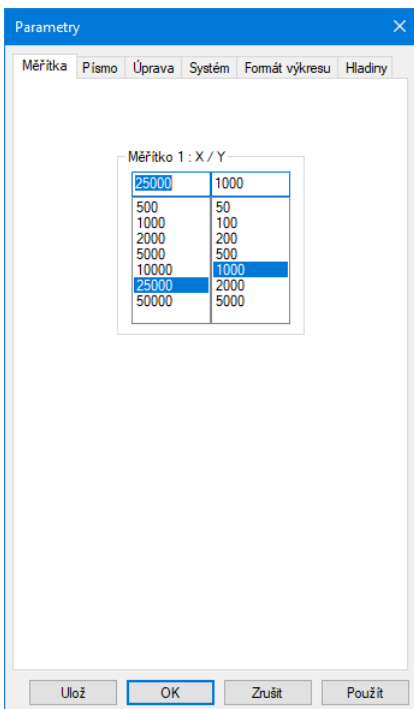 Parametry
Měřítka Písmo Úprava Systém Formát výkresu Hladiny
Měřítko 1 : X / Y
25000 1000
500 50
1000 100
2000 200
5000 500
10000 1000
25000 2000
50000 5000
Ulož OK Zrušit Použít